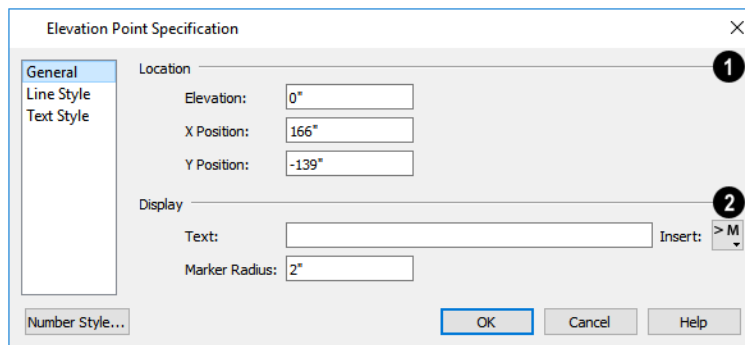 Elevation Point Specification
General
Line Style
Text Style
Location 1
Elevation: 0"
X Position: 166"
Y Position: -139"
Display 2
Text: Insert: > M
Marker Radius: 2"
Number Style... OK Cancel Help